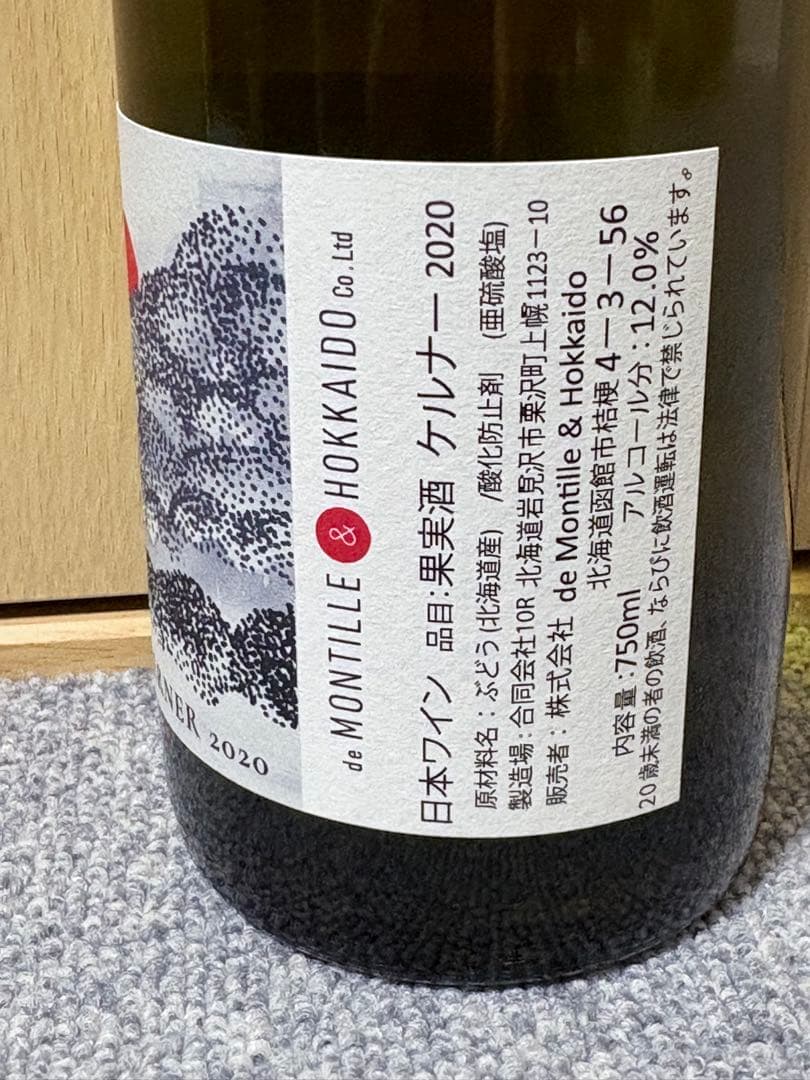 RNER 2020
de MONTILLE & HOKKAIDO Co.,Ltd
日本ワイン 品目:果実酒 ケルナー 2020
原材料名:ぶどう(北海道産) /酸化防止剤 (亜硫酸塩)
製造場:合同会社10R 北海道岩見沢市栗沢町上幌1123-10
販売者:株式会社 de Montille & Hokkaido
北海道函館市桔梗4-3-56
内容量:750ml アルコール分:12.0%
20歳未満の者の飲酒、ならびに飲酒運転は法律で禁じられています。